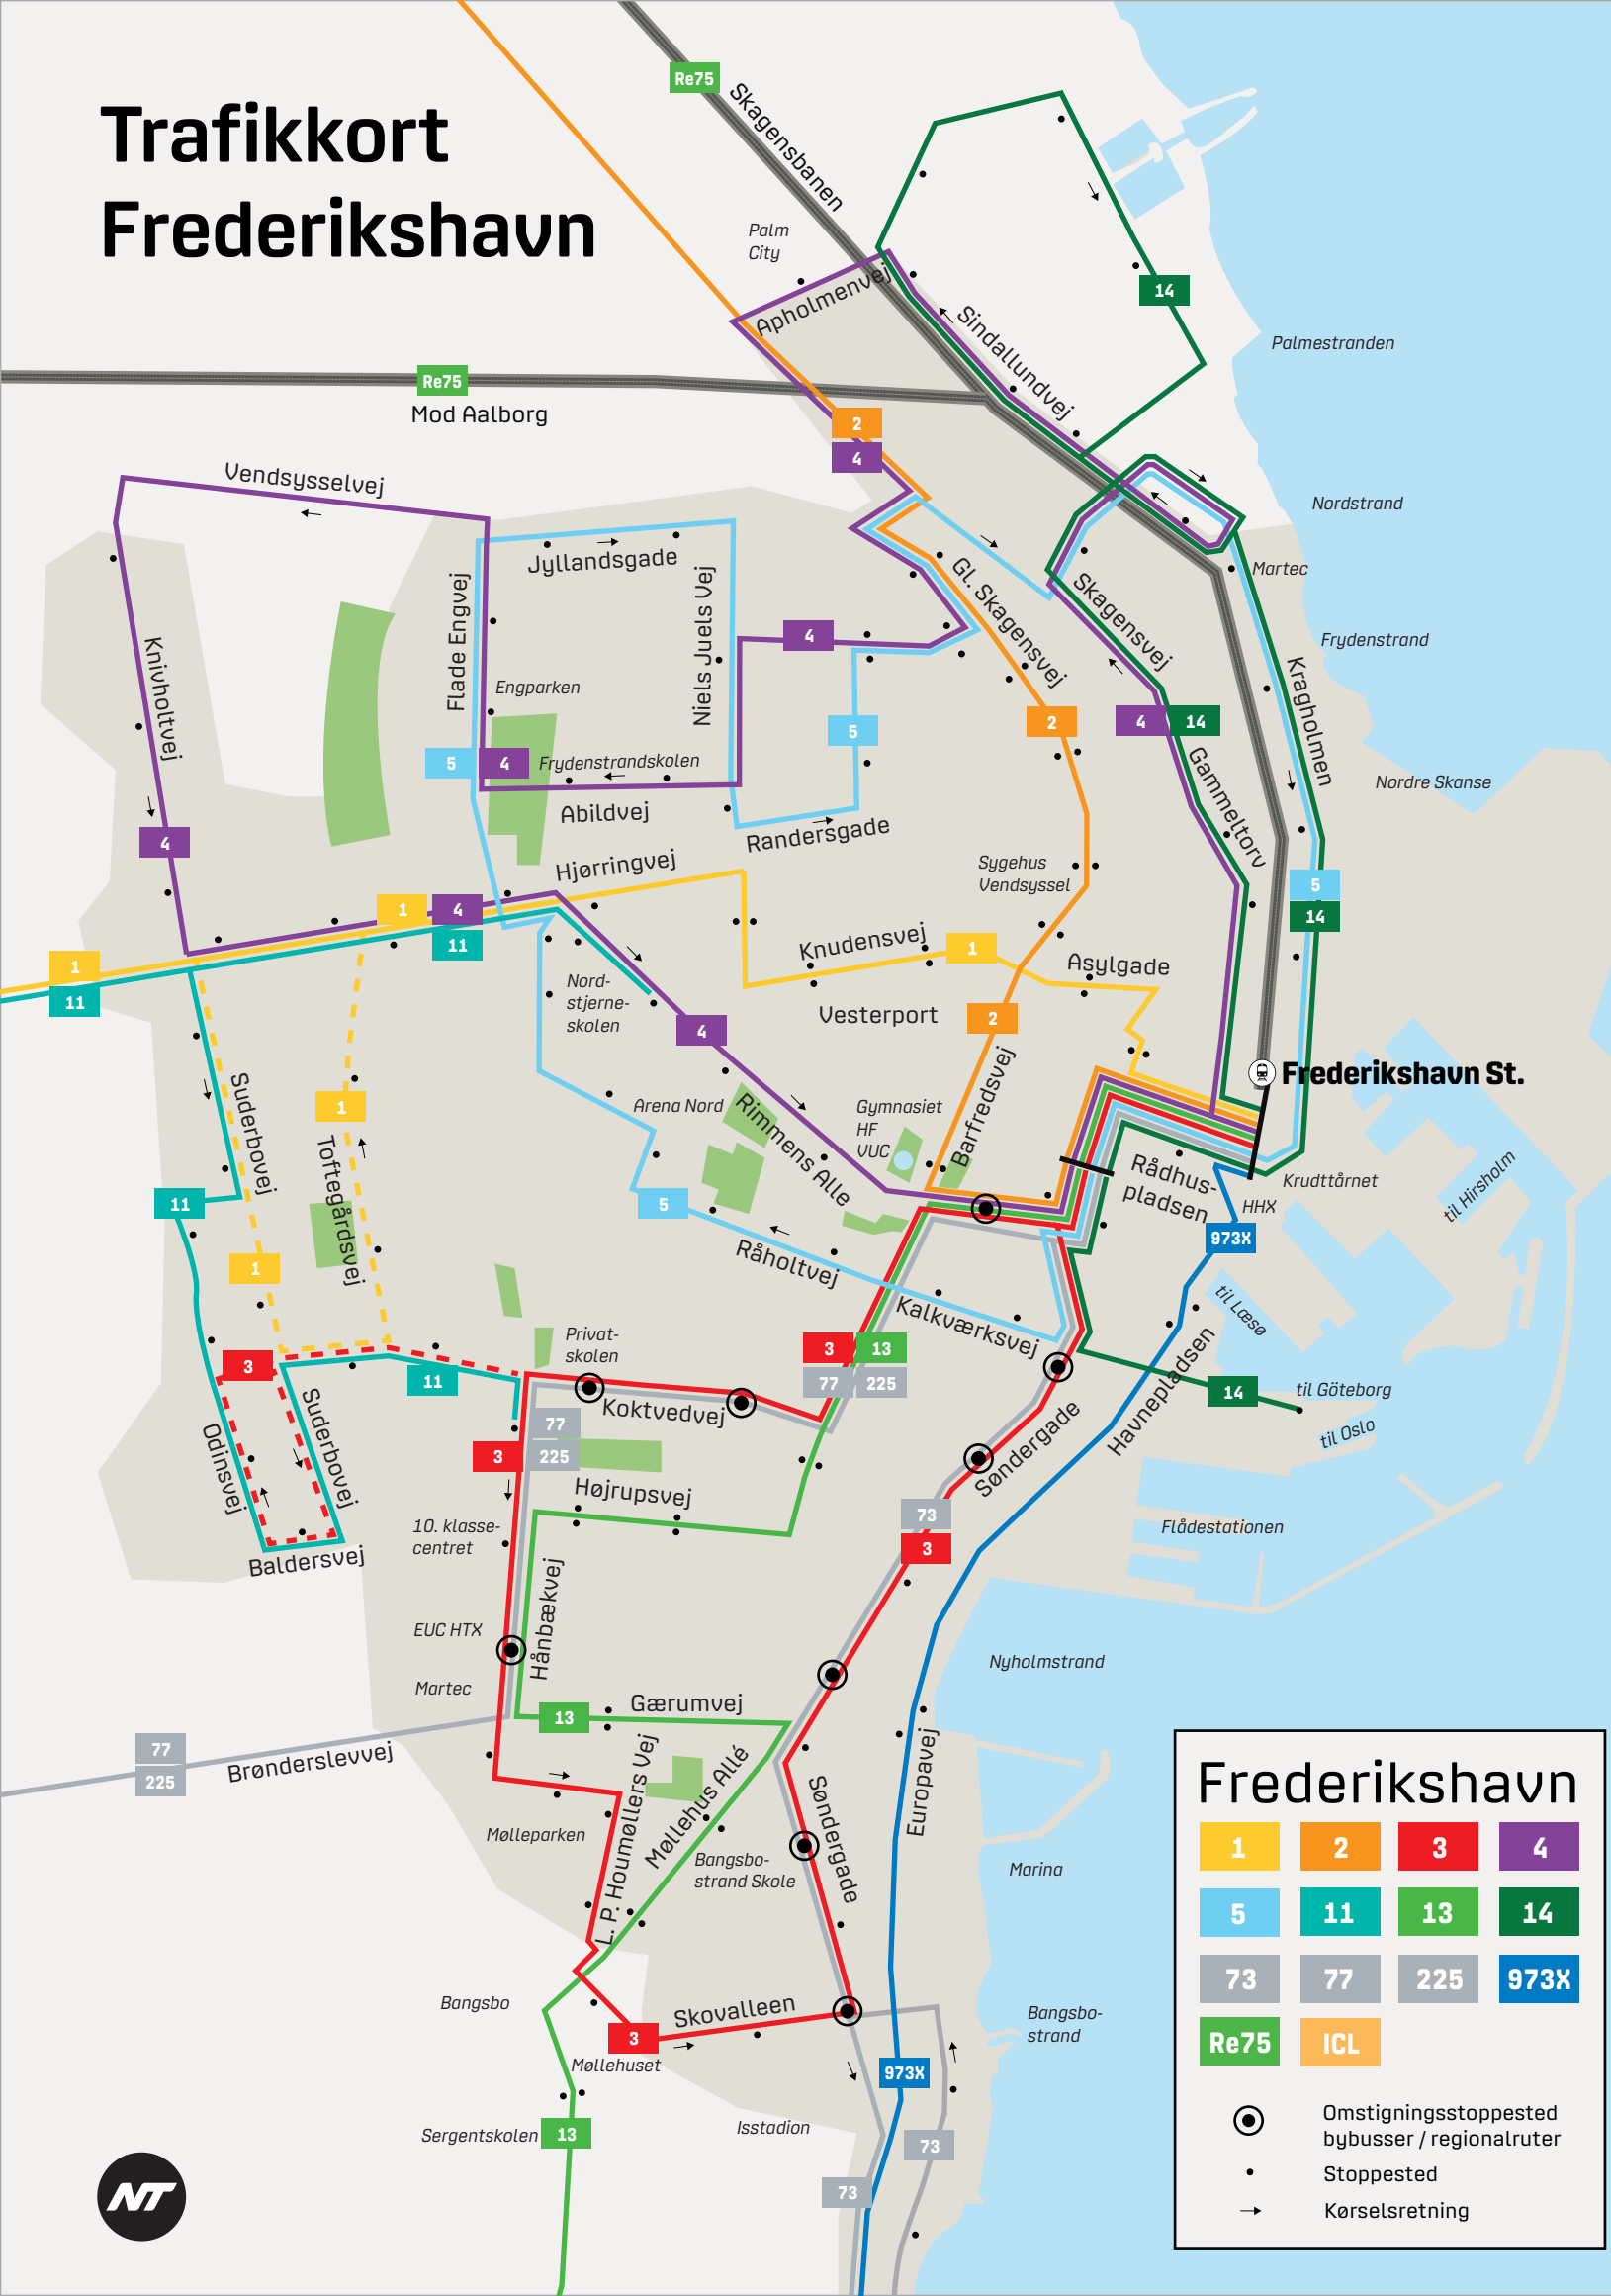 Trafikkort
Frederikshavn
Re75
Skagensbanen
Palm
City
Apholmenvej
14
Sindallundvej
Palmestranden
Re75
Mod Aalborg
2
4
Vendsysselvej
Nordstrand
Jyllandsgade
Martec
Gl. Skagensvej
Skagensvej
Flade Engvej
Niels Juels Vej
4
Frydenstrand
Knivholtvej
Engparken
Kragholmen
5
2
4
14
5
4
Frydenstrandskolen
Gammeltorv
Nordre Skanse
Abildvej
Randersgade
4
Hjørringvej
Sygehus
Vendsyssel
5
14
1
4
11
Knudensvej
1
Asylgade
1
11
Nord-
stjerne-
skolen
Vesterport
2
4
Frederikshavn St.
Suderbovej
1
Toftegårdsvej
Arena Nord
Rimmens Alle
Gymnasiet
HF
VUC
Barfredsvej
Rådhus-
pladsen
Krudttårnet
til Hirsholm
11
5
HHX
973X
1
Råholtvej
til Læsø
Kalkværksvej
Privat-
skolen
3
13
77
225
3
11
Havnepladsen
14
til Göteborg
til Oslo
Koktvedvej
Suderbovej
Odinsvej
77
3
225
Søndergade
Højrupsvej
73
3
10. klasse-
centret
Flådestationen
Baldersvej
Hånbækvej
EUC HTX
Nyholmstrand
Martec
13
Gærumvej
77
225
Brønderslevvej
L. P. Houmøllers Vej
Møllehus Allé
Søndergade
Europavej
Mølleparken
Bangsbo-
strand Skole
Marina
Bangsbo
Skovalleen
3
Møllehuset
Bangsbo-
strand
973X
Sergentskolen
13
Isstadion
73
73
NT
Frederikshavn
1
2
3
4
5
11
13
14
73
77
225
973X
Re75
ICL
Omstigningsstoppested
bybusser / regionalruter
Stoppested
Kørselsretning